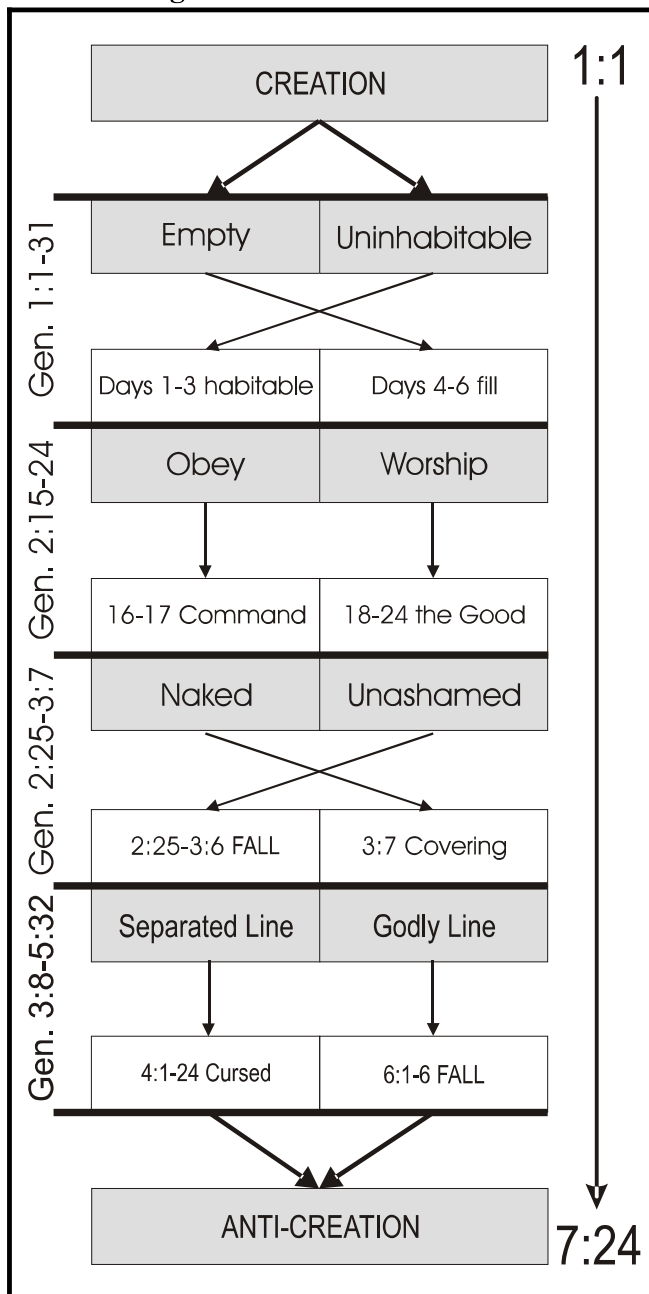 CREATION
1:1
Gen. 1:1-31
Empty
Uninhabitable
Days 1-3 habitable
Days 4-6 fill
Gen. 2:15-24
Obey
Worship
16-17 Command
18-24 the Good
Gen. 2:25-3:7
Naked
Unashamed
2:25-3:6 FALL
3:7 Covering
Gen. 3:8-5:32
Separated Line
Godly Line
4:1-24 Cursed
6:1-6 FALL
ANTI-CREATION
7:24